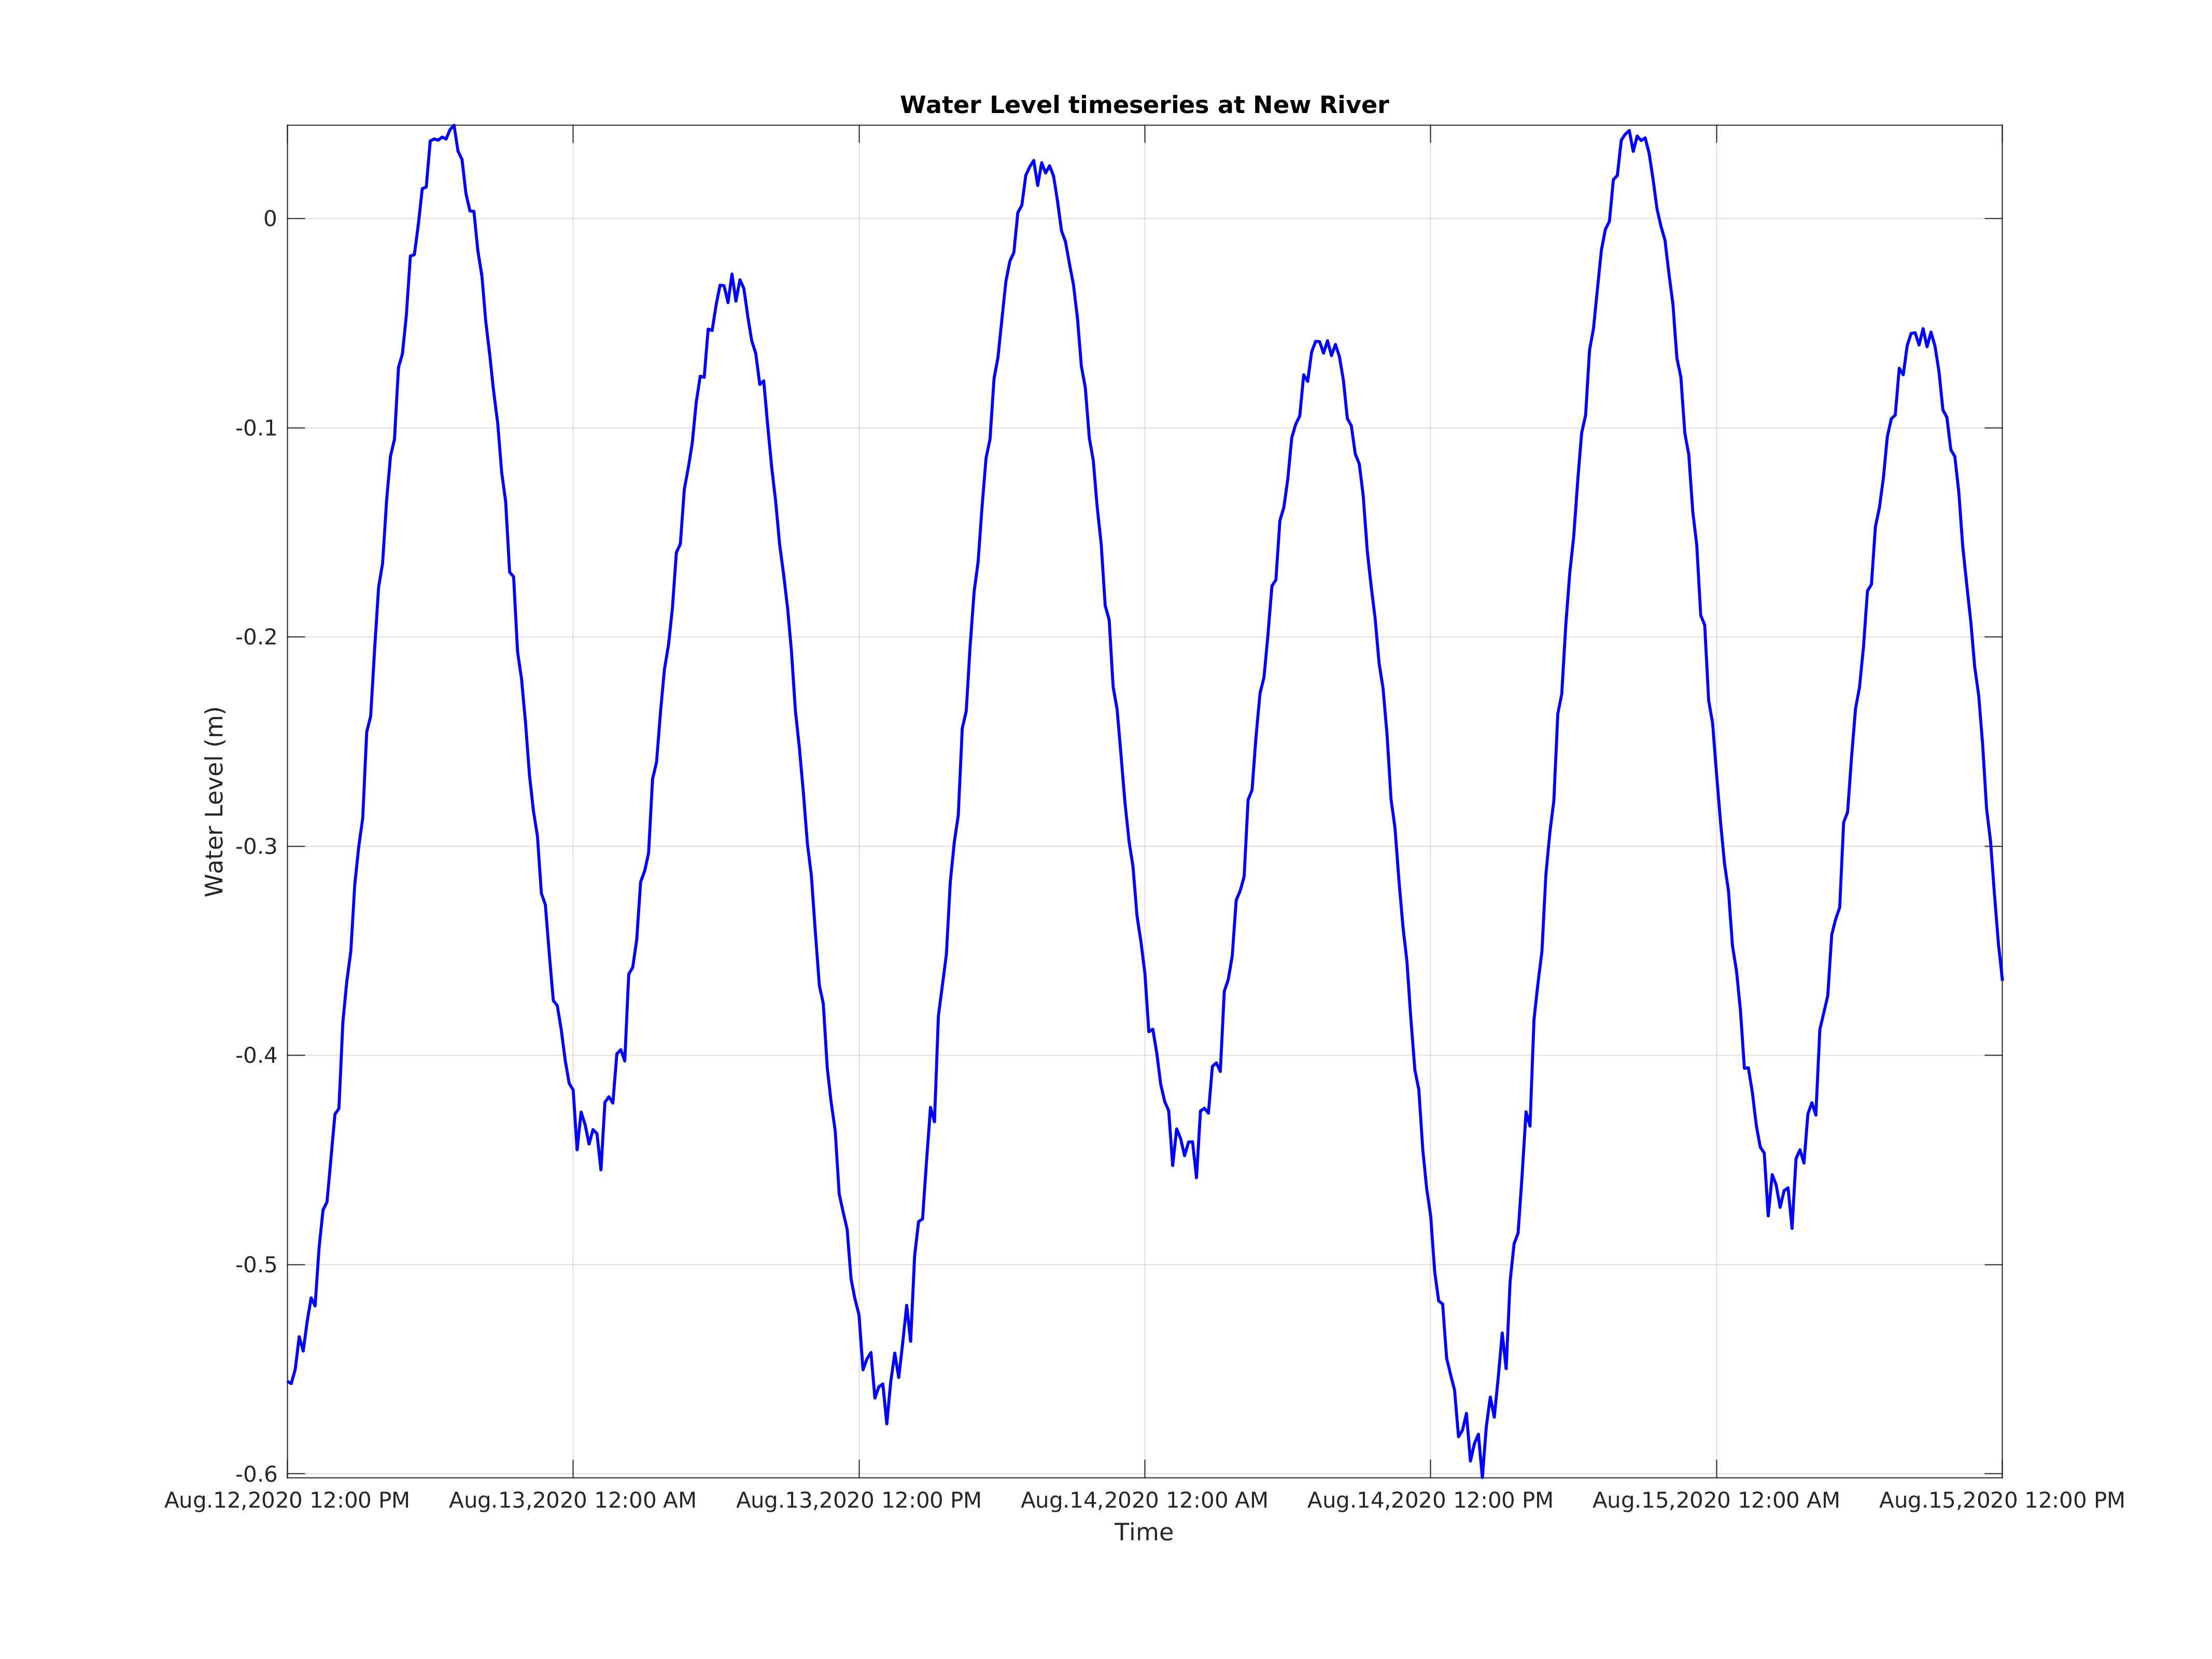 Water Level timeseries at New River
0
-0.1
-0.2
-0.3
-0.4
-0.5
-0.6
Water Level (m)
Aug.12,2020 12:00 PM Aug.13,2020 12:00 AM Aug.13,2020 12:00 PM Aug.14,2020 12:00 AM Aug.14,2020 12:00 PM Aug.15,2020 12:00 AM Aug.15,2020 12:00 PM
Time